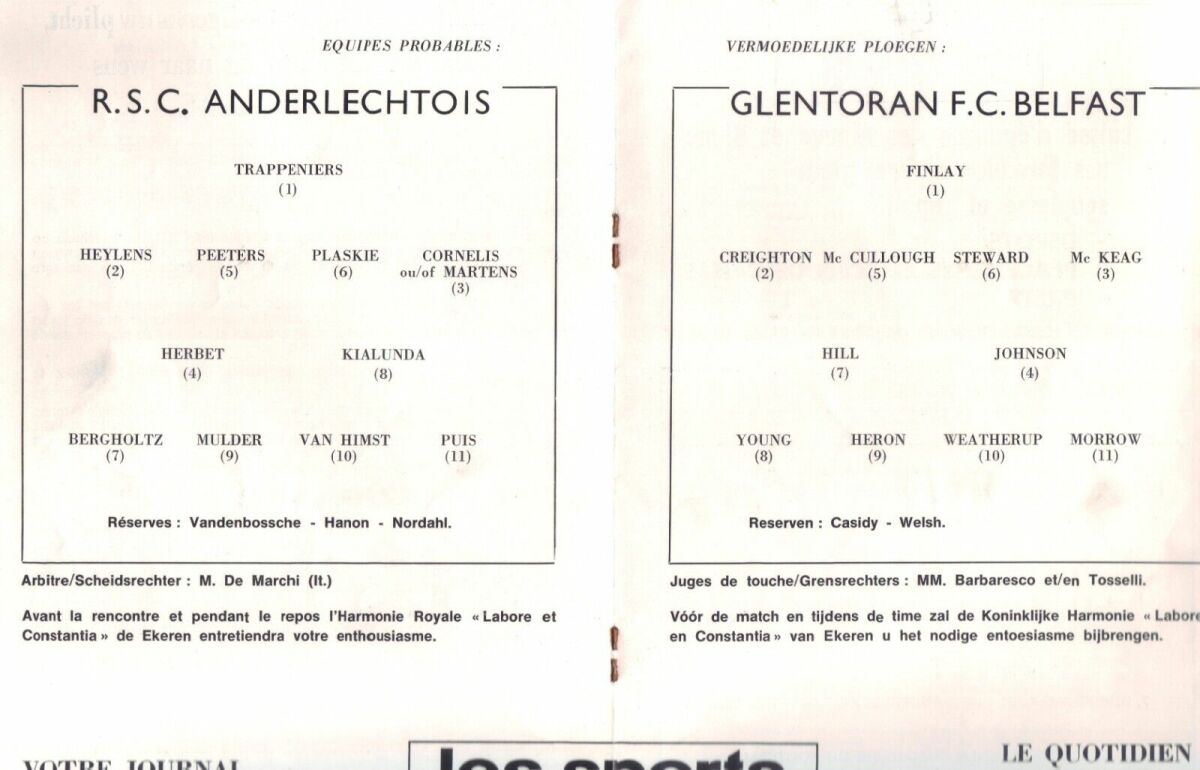 EQUIPES PROBABLES :
R.S.C. ANDERLECHTOIS
TRAPPENIERS
(1)
HEYLENS PEETERS PLASKIE CORNELIS
(2) (5) (6) ou/of MARTENS
(3)
HERBET KIALUNDA
(4) (8)
BERGHOLTZ MULDER VAN HIMST PUIS
(7) (9) (10) (11)
Réserves : Vandenbossche - Hanon - Nordahl.
Arbitre/Scheidsrechter : M. De Marchi (It.)
Avant la rencontre et pendant le repos l'Harmonie Royale « Labore et
Constantia » de Ekeren entretiendra votre enthousiasme.
VERMOEDELIJKE PLOEGEN :
GLENTORAN F.C. BELFAST
FINLAY
(1)
CREIGHTON Mc CULLOUGH STEWARD Mc KEAG
(2) (5) (6) (3)
HILL JOHNSON
(7) (4)
YOUNG HERON WEATHERUP MORROW
(8) (9) (10) (11)
Reserven : Casidy - Welsh.
Juges de touche/Grensrechters : MM. Barbaresco et/en Tosselli.
Vóór de match en tijdens de time zal de Koninklijke Harmonie « Labore
en Constantia » van Ekeren u het nodige entoesiasme bijbrengen.
VOTRE JOURNAL
les sports
LE QUOTIDIEN